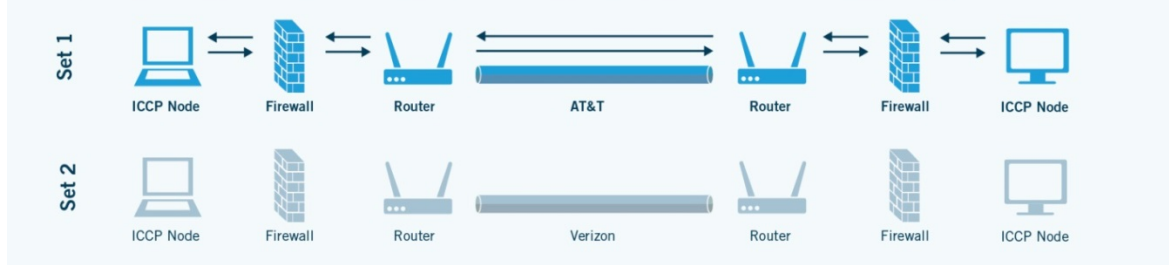 Set 1
ICCP Node Firewall Router AT&T Router Firewall ICCP Node
Set 2
ICCP Node Firewall Router Verizon Router Firewall ICCP Node